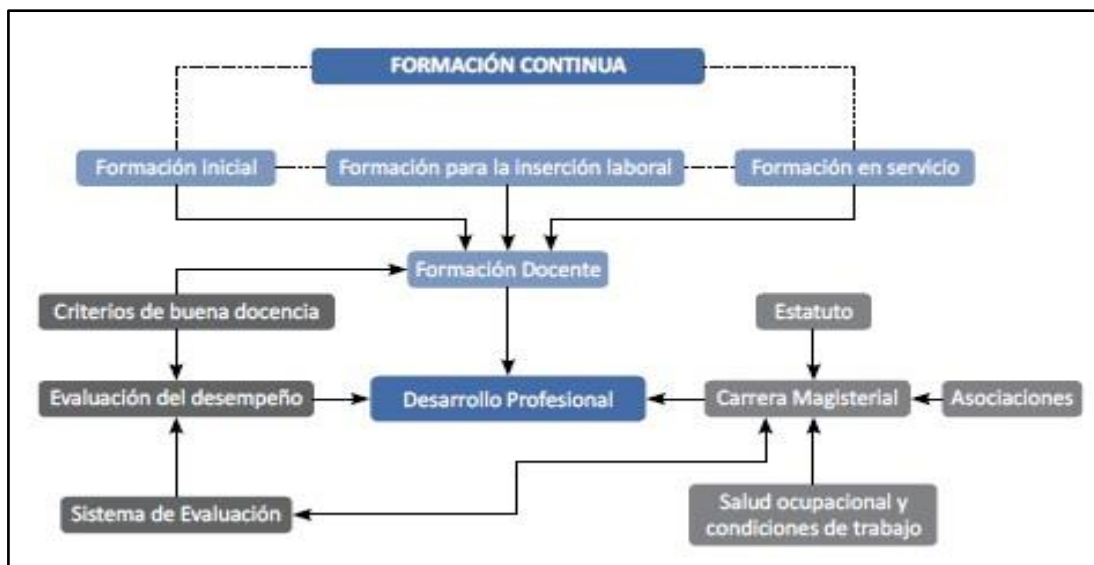 FORMACIÓN CONTINUA
Formación inicial
Formación para la inserción laboral
Formación en servicio
Formación Docente
Criterios de buena docencia
Estatuto
Evaluación del desempeño
Desarrollo Profesional
Carrera Magisterial
Asociaciones
Sistema de Evaluación
Salud ocupacional y
condiciones de trabajo